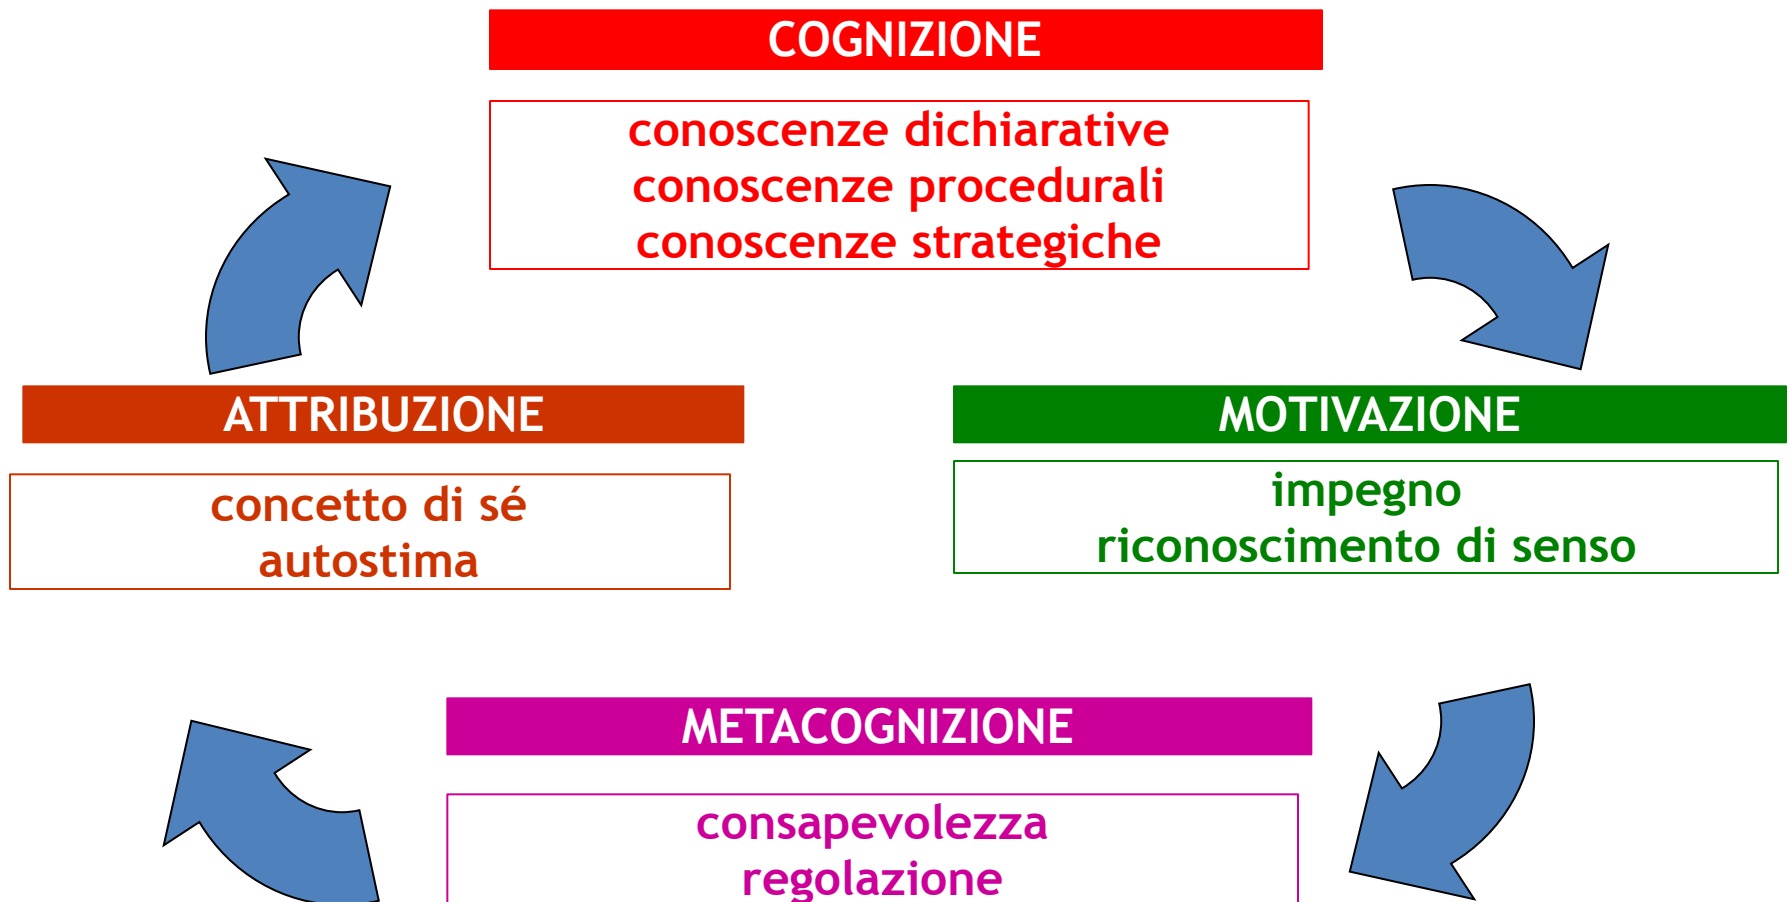 COGNIZIONE
conoscenze dichiarative
conoscenze procedurali
conoscenze strategiche
ATTRIBUZIONE
concetto di sé
autostima
MOTIVAZIONE
impegno
riconoscimento di senso
METACOGNIZIONE
consapevolezza
regolazione